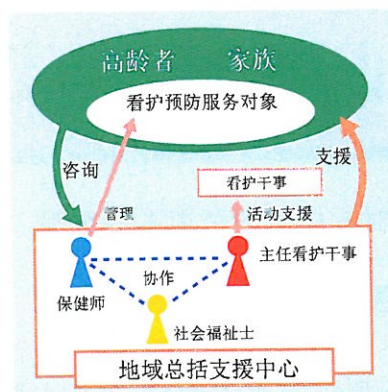 高龄者 家族
看护预防服务对象
咨询
支援
看护干事
管理
活动支援
主任看护干事
协作
保健师
社会福祉士
地域总括支援中心